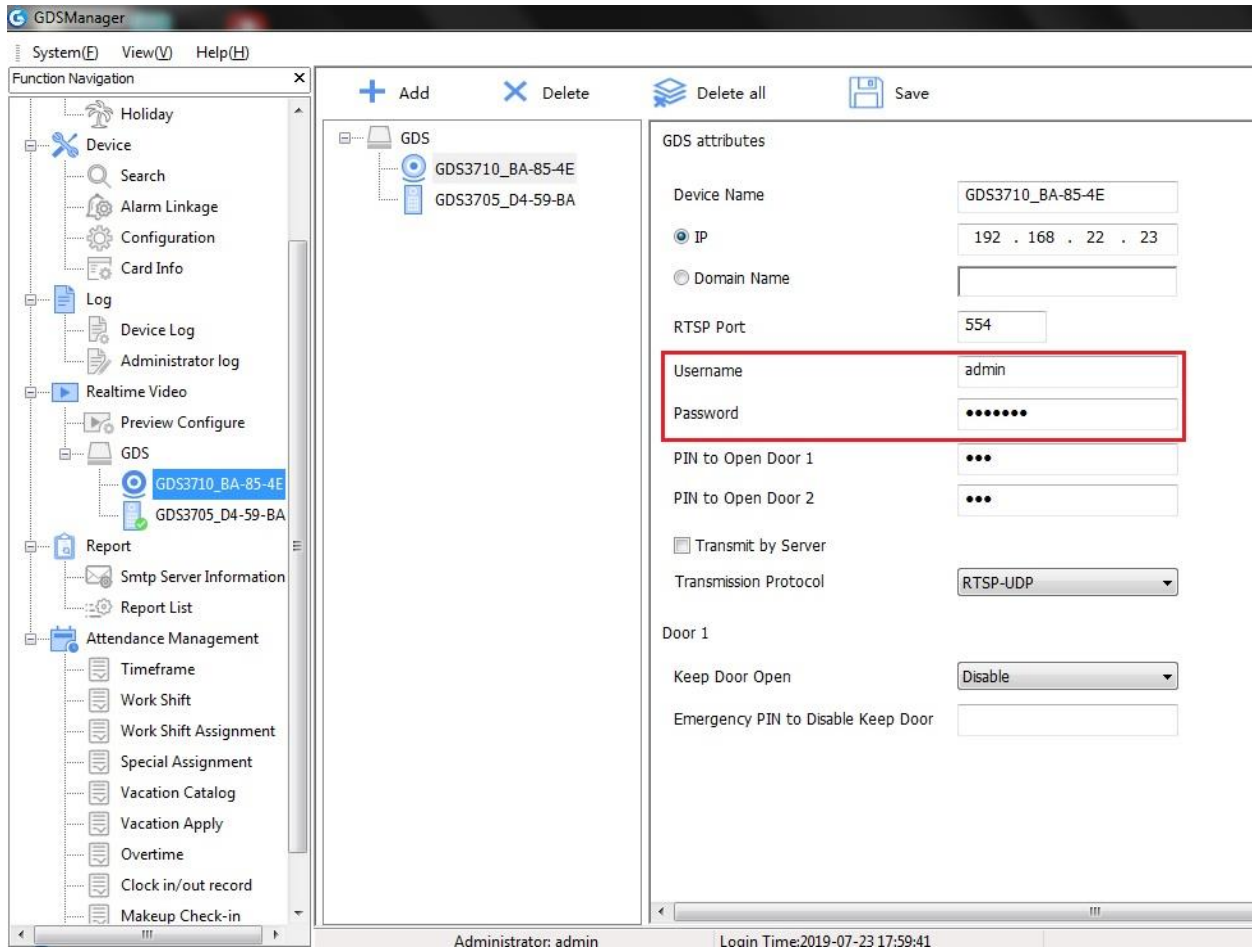 GDSManager
System(F) View(V) Help(H)
Function Navigation
Holiday
Device
Search
Alarm Linkage
Configuration
Card Info
Log
Device Log
Administrator log
Realtime Video
Preview Configure
GDS
GDS3710_BA-85-4E
GDS3705_D4-59-BA
Report
Smtp Server Information
Report List
Attendance Management
Timeframe
Work Shift
Work Shift Assignment
Special Assignment
Vacation Catalog
Vacation Apply
Overtime
Clock in/out record
Makeup Check-in
Add Delete Delete all Save
GDS
GDS3710_BA-85-4E
GDS3705_D4-59-BA
GDS attributes
Device Name GDS3710_BA-85-4E
IP 192 . 168 . 22 . 23
Domain Name
RTSP Port 554
Username admin
Password •••••••
PIN to Open Door 1 •••
PIN to Open Door 2 •••
Transmit by Server
Transmission Protocol RTSP-UDP
Door 1
Keep Door Open Disable
Emergency PIN to Disable Keep Door
Administrator: admin Login Time:2019-07-23 17:59:41